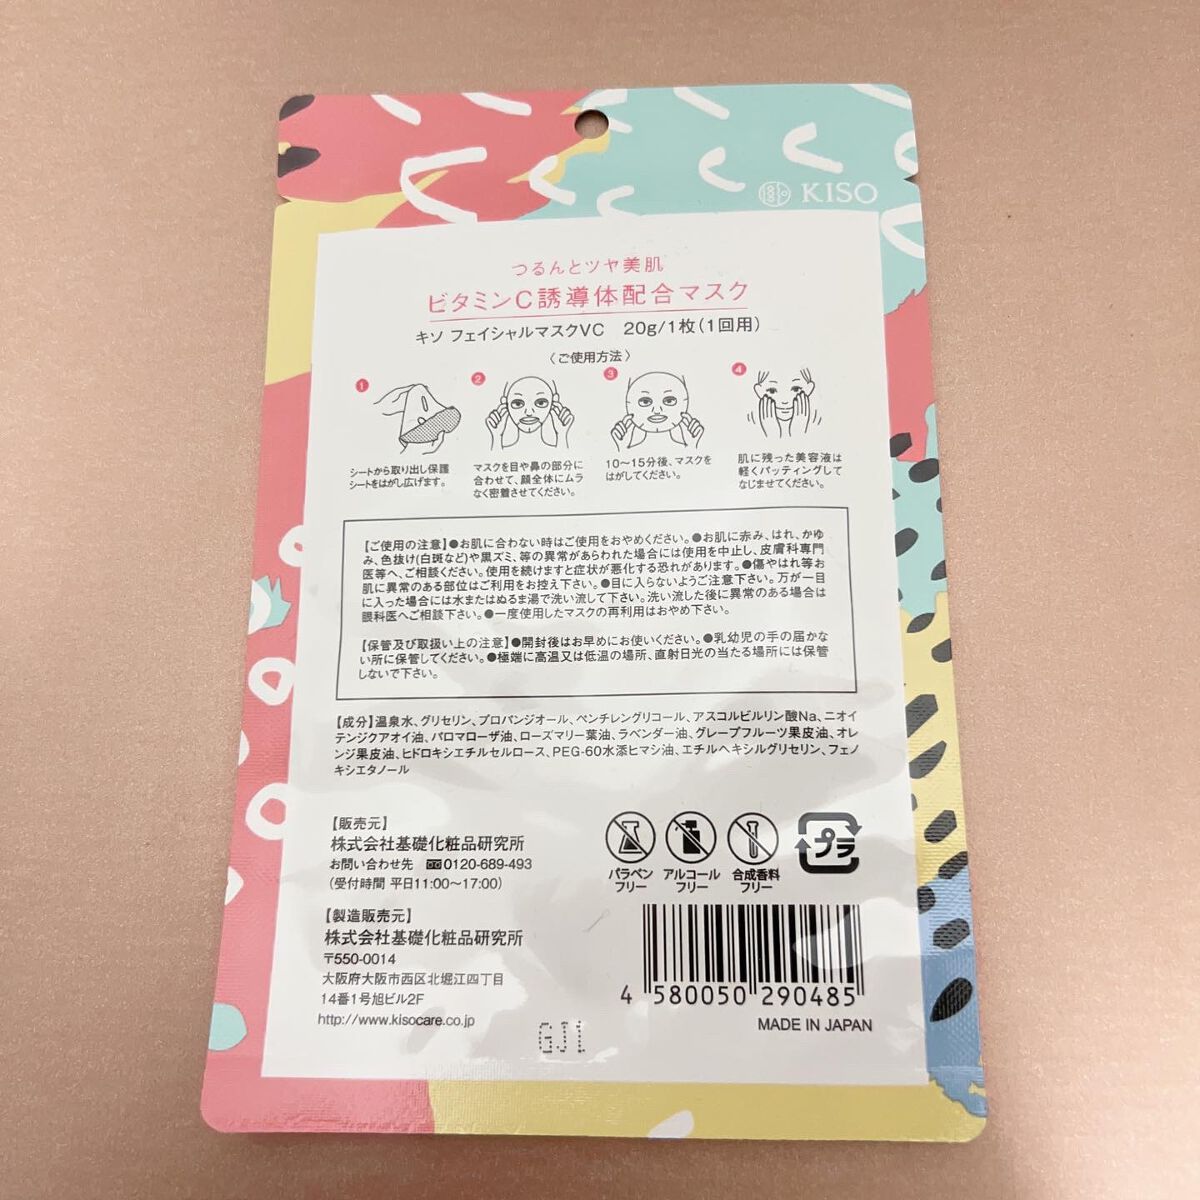 KISO
つるんとツヤ美肌
ビタミンC誘導体配合マスク
キソ フェイシャルマスクVC 20g/1枚(1回用)
〈ご使用方法〉
1
シートから取り出し保護
シートをはがし広げます。
2
マスクを目や鼻の部分に
合わせて、顔全体にムラ
なく密着させてください。
3
10〜15分後、マスクを
はがしてください。
4
肌に残った美容液は
軽くパッティングして
なじませてください。
【ご使用の注意】●お肌に合わない時はご使用をおやめください。●お肌に赤み、はれ、かゆ
み、色抜け(白斑など)や黒ズミ、等の異常があらわれた場合には使用を中止し、皮膚科専門
医等へ、ご相談ください。使用を続けますと症状が悪化する恐れがあります。●傷やはれ等お
肌に異常のある部位はご利用をお控え下さい。●目に入らないようご注意下さい。万が一目
に入った場合には水またはぬるま湯で洗い流して下さい。洗い流した後に異常のある場合は
眼科医へご相談下さい。●一度使用したマスクの再利用はおやめ下さい。
【保管及び取扱い上の注意】●開封後はお早めにお使いください。●乳幼児の手の届かな
い所に保管してください。●極端に高温又は低温の場所、直射日光の当たる場所には保管
しないで下さい。
【成分】温泉水、グリセリン、プロパンジオール、ペンチレングリコール、アスコルビルリン酸Na、ニオイ
テンジクアオイ油、パロマローザ油、ローズマリー葉油、ラベンダー油、グレープフルーツ果皮油、オレ
ンジ果皮油、ヒドロキシエチルセルロース、PEG-60水添ヒマシ油、エチルヘキシルグリセリン、フェノ
キシエタノール
【販売元】
株式会社基礎化粧品研究所
お問い合わせ先 0120-689-493
(受付時間 平日11:00〜17:00)
【製造販売元】
株式会社基礎化粧品研究所
〒550-0014
大阪府大阪市西区北堀江四丁目
14番1号旭ビル2F
http://www.kisocare.co.jp
パラベン
フリー
アルコール
フリー
合成香料
フリー
プラ
4 580050 290485
MADE IN JAPAN
GJ1